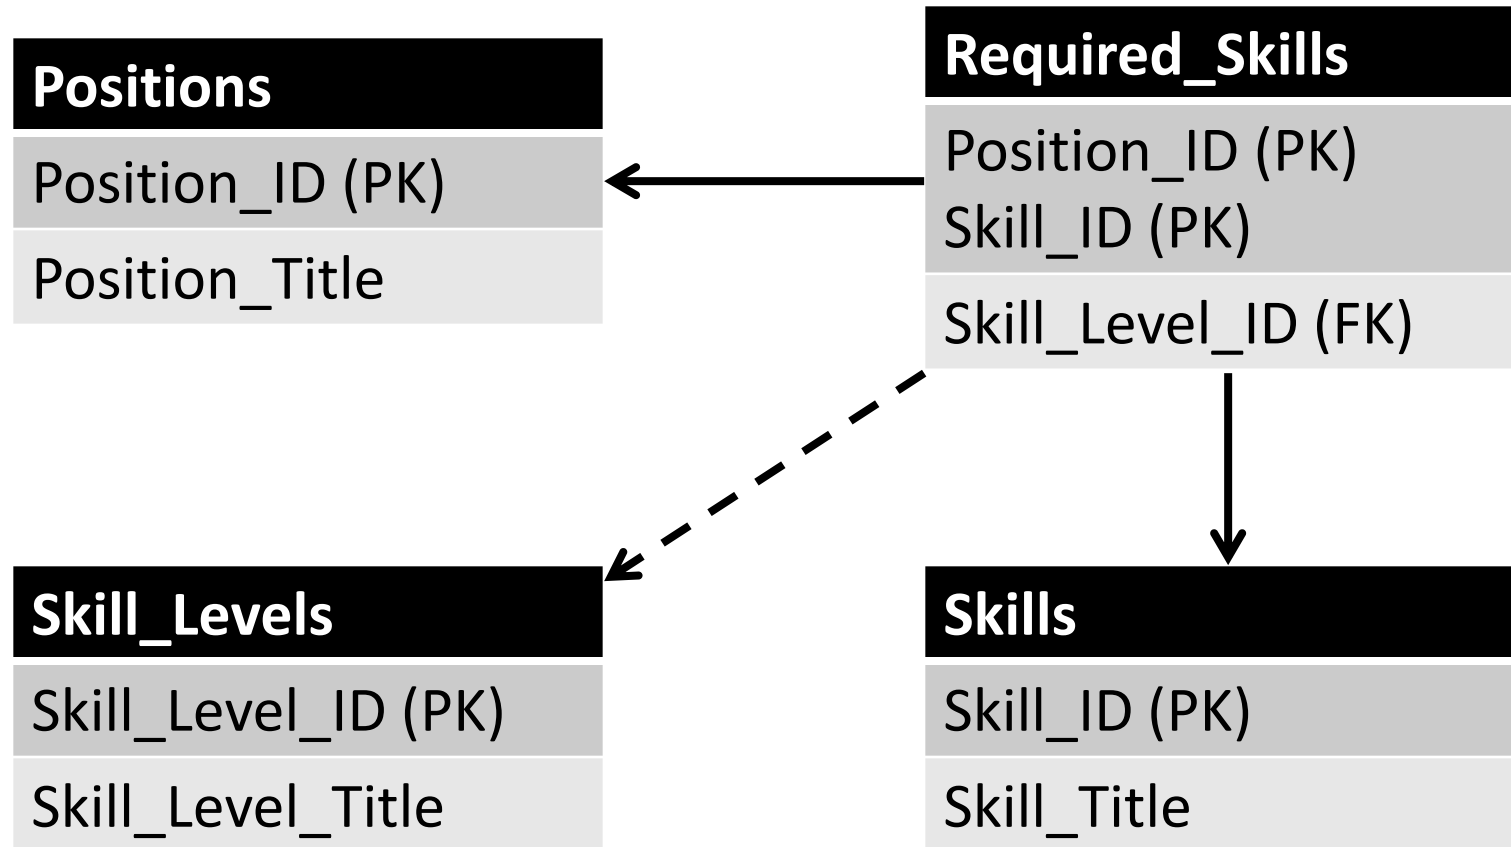 Positions
Position_ID (PK)
Position_Title
Required_Skills
Position_ID (PK)
Skill_ID (PK)
Skill_Level_ID (FK)
Skill_Levels
Skill_Level_ID (PK)
Skill_Level_Title
Skills
Skill_ID (PK)
Skill_Title